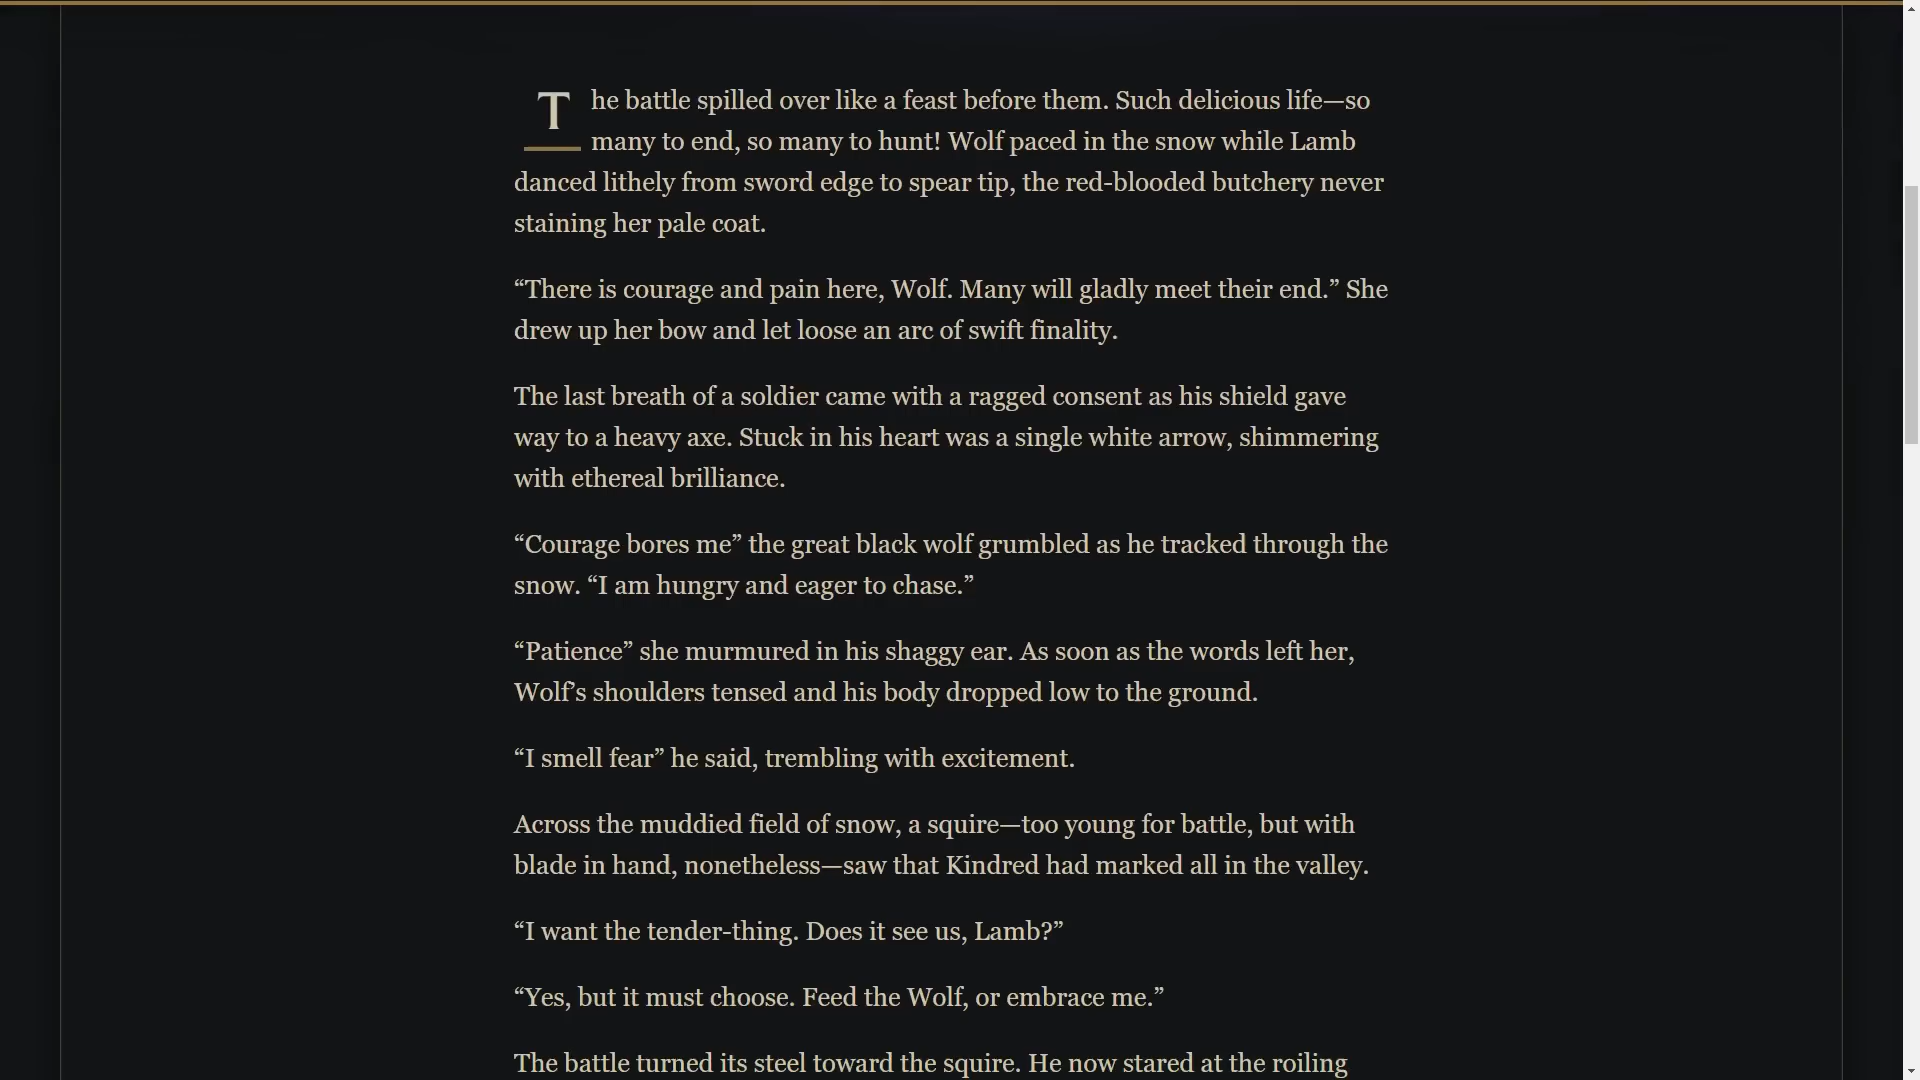 The battle spilled over like a feast before them. Such delicious life—so
many to end, so many to hunt! Wolf paced in the snow while Lamb
danced lithely from sword edge to spear tip, the red-blooded butchery never
staining her pale coat.
“There is courage and pain here, Wolf. Many will gladly meet their end.” She
drew up her bow and let loose an arc of swift finality.
The last breath of a soldier came with a ragged consent as his shield gave
way to a heavy axe. Stuck in his heart was a single white arrow, shimmering
with ethereal brilliance.
“Courage bores me” the great black wolf grumbled as he tracked through the
snow. “I am hungry and eager to chase.”
“Patience” she murmured in his shaggy ear. As soon as the words left her,
Wolf’s shoulders tensed and his body dropped low to the ground.
“I smell fear” he said, trembling with excitement.
Across the muddied field of snow, a squire—too young for battle, but with
blade in hand, nonetheless—saw that Kindred had marked all in the valley.
“I want the tender-thing. Does it see us, Lamb?”
“Yes, but it must choose. Feed the Wolf, or embrace me.”
The battle turned its steel toward the squire. He now stared at the roiling